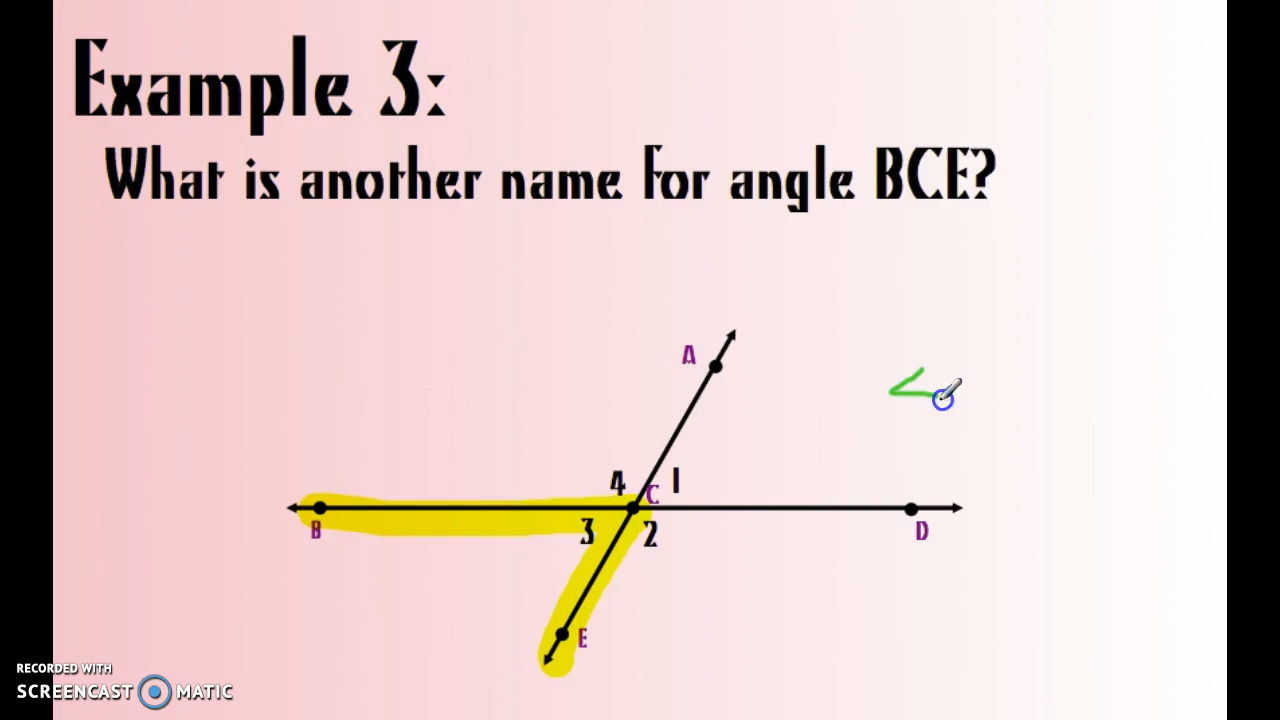 Example 3:
What is another name for angle BCE?
A
4
C
1
B
3
2
D
E
RECORDED WITH
SCREENCAST MATIC